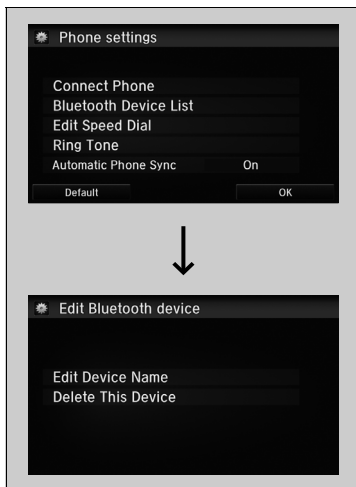 Phone settings
Connect Phone
Bluetooth Device List
Edit Speed Dial
Ring Tone
Automatic Phone Sync On
Default OK
Edit Bluetooth device
Edit Device Name
Delete This Device